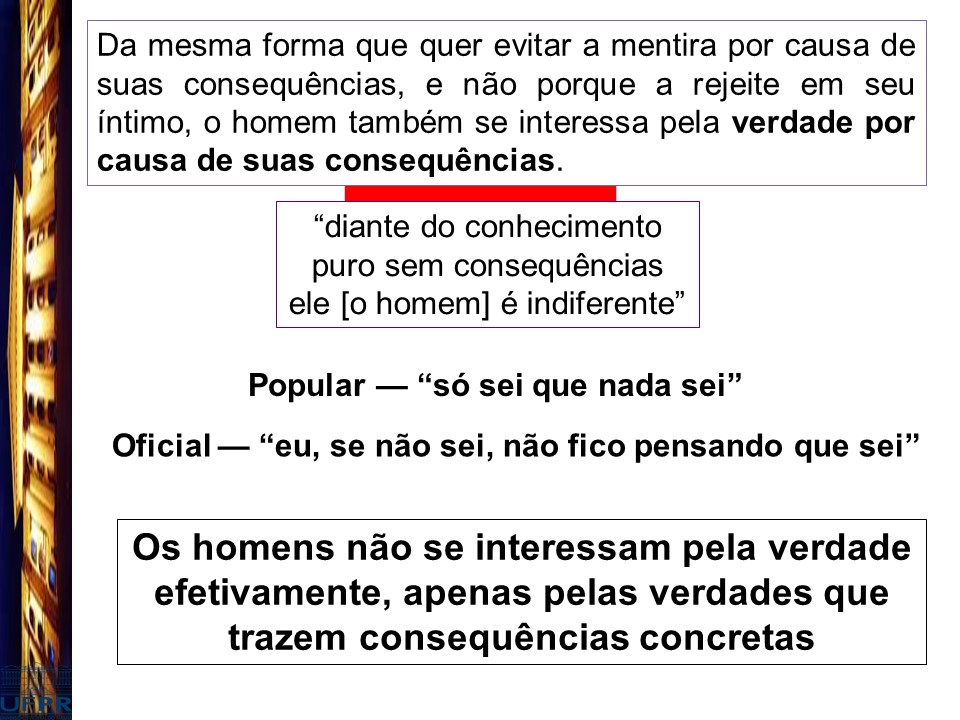 Da mesma forma que quer evitar a mentira por causa de
suas consequências, e não porque a rejeite em seu
íntimo, o homem também se interessa pela verdade por
causa de suas consequências.
“diante do conhecimento
puro sem consequências
ele [o homem] é indiferente”
Popular — “só sei que nada sei”
Oficial — “eu, se não sei, não fico pensando que sei”
Os homens não se interessam pela verdade
efetivamente, apenas pelas verdades que
trazem consequências concretas
UFPR